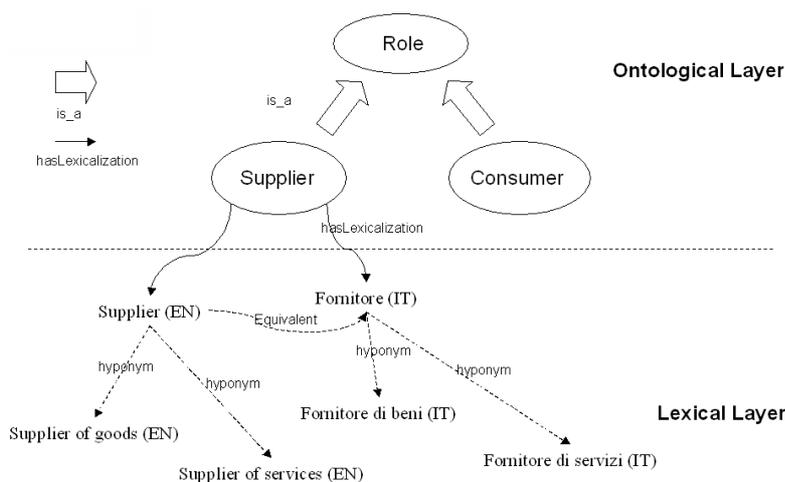 Role
Ontological Layer
is_a
is_a
hasLexicalization
Supplier
Consumer
hasLexicalization
Fornitore (IT)
Supplier (EN)
Equivalent
hyponym
hyponym
hyponym
hyponym
Fornitore di beni (IT)
Lexical Layer
Supplier of goods (EN)
Fornitore di servizi (IT)
Supplier of services (EN)